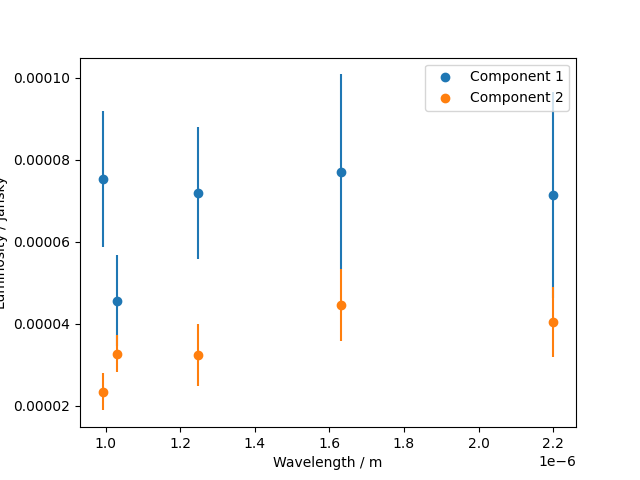 Component 1
Component 2
0.00010
0.00008
0.00006
0.00004
0.00002
Luminosity / Jansky
1.0 1.2 1.4 1.6 1.8 2.0 2.2
1e−6
Wavelength / m